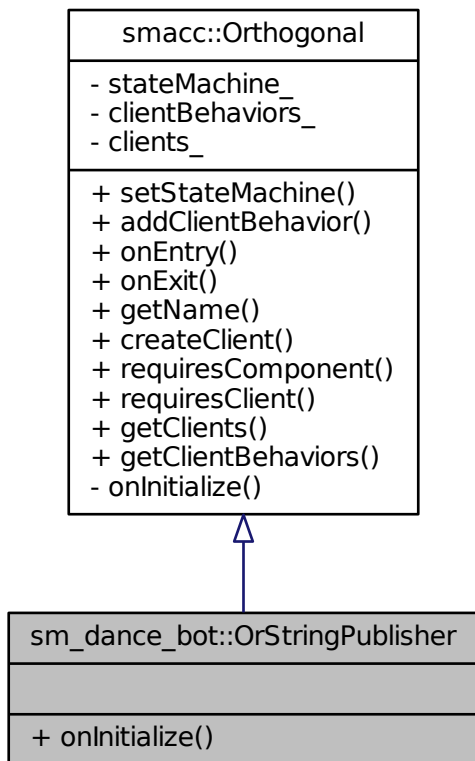 smacc::Orthogonal
- stateMachine_
- clientBehaviors_
- clients_
+ setStateMachine()
+ addClientBehavior()
+ onEntry()
+ onExit()
+ getName()
+ createClient()
+ requiresComponent()
+ requiresClient()
+ getClients()
+ getClientBehaviors()
- onInitialize()
sm_dance_bot::OrStringPublisher
+ onInitialize()